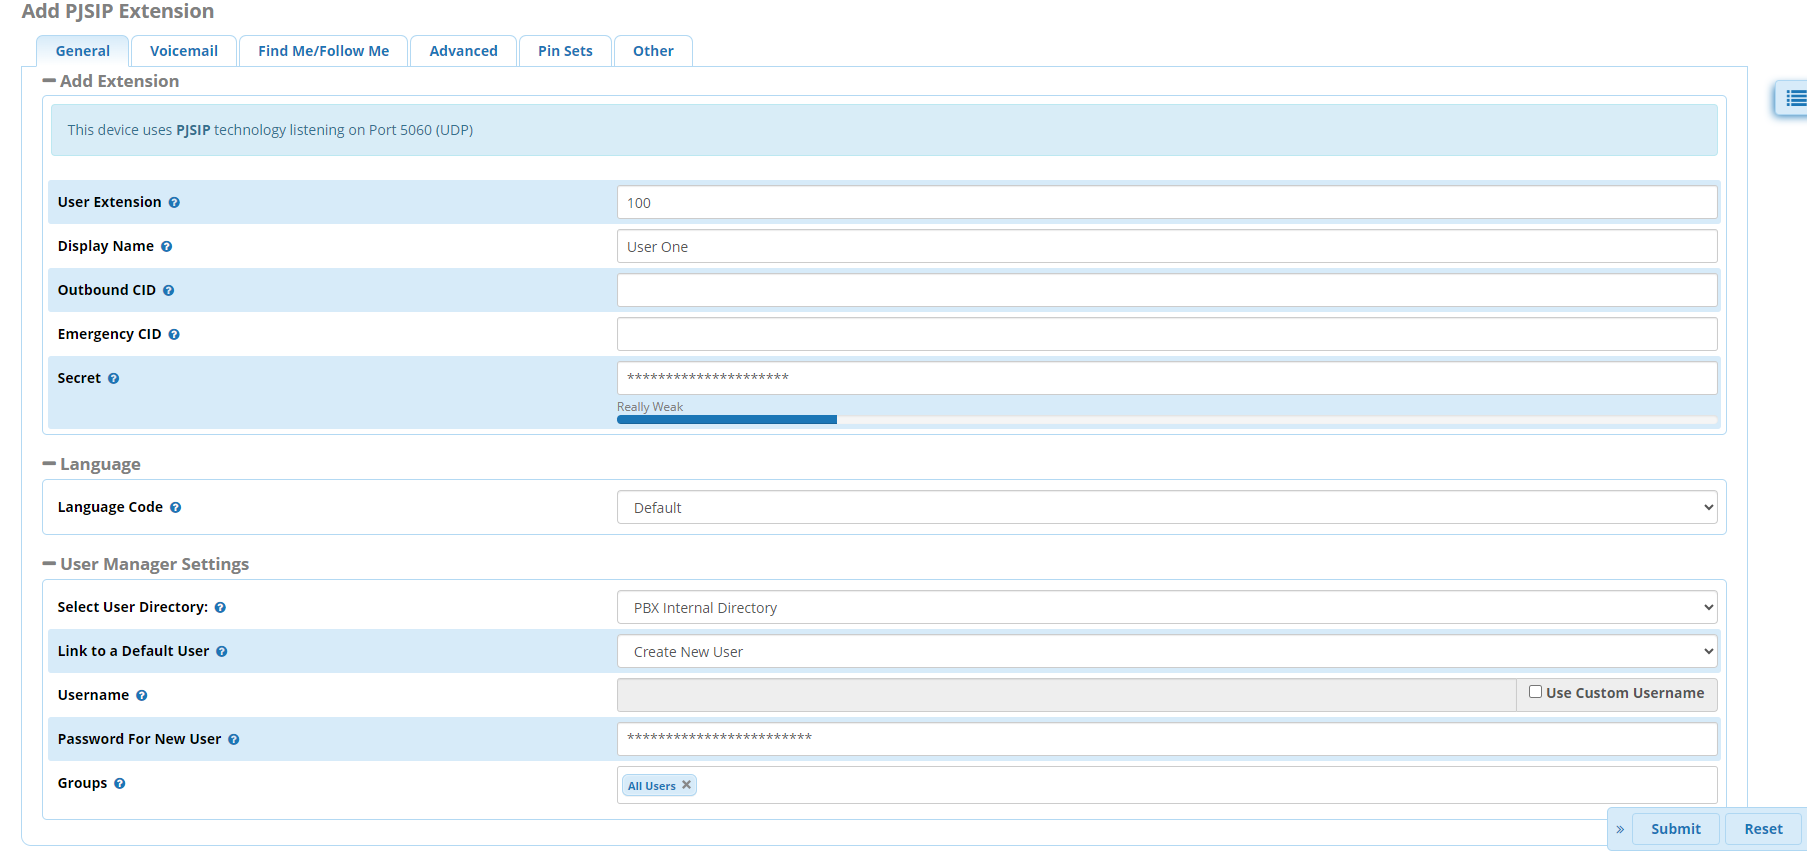 Add PJSIP Extension
General Voicemail Find Me/Follow Me Advanced Pin Sets Other
Add Extension
This device uses PJSIP technology listening on Port 5060 (UDP)
User Extension 100
Display Name User One
Outbound CID
Emergency CID
Secret *********************
Really Weak
Language
Language Code Default
User Manager Settings
Select User Directory: PBX Internal Directory
Link to a Default User Create New User
Username Use Custom Username
Password For New User ************************
Groups All Users ×
» Submit Reset